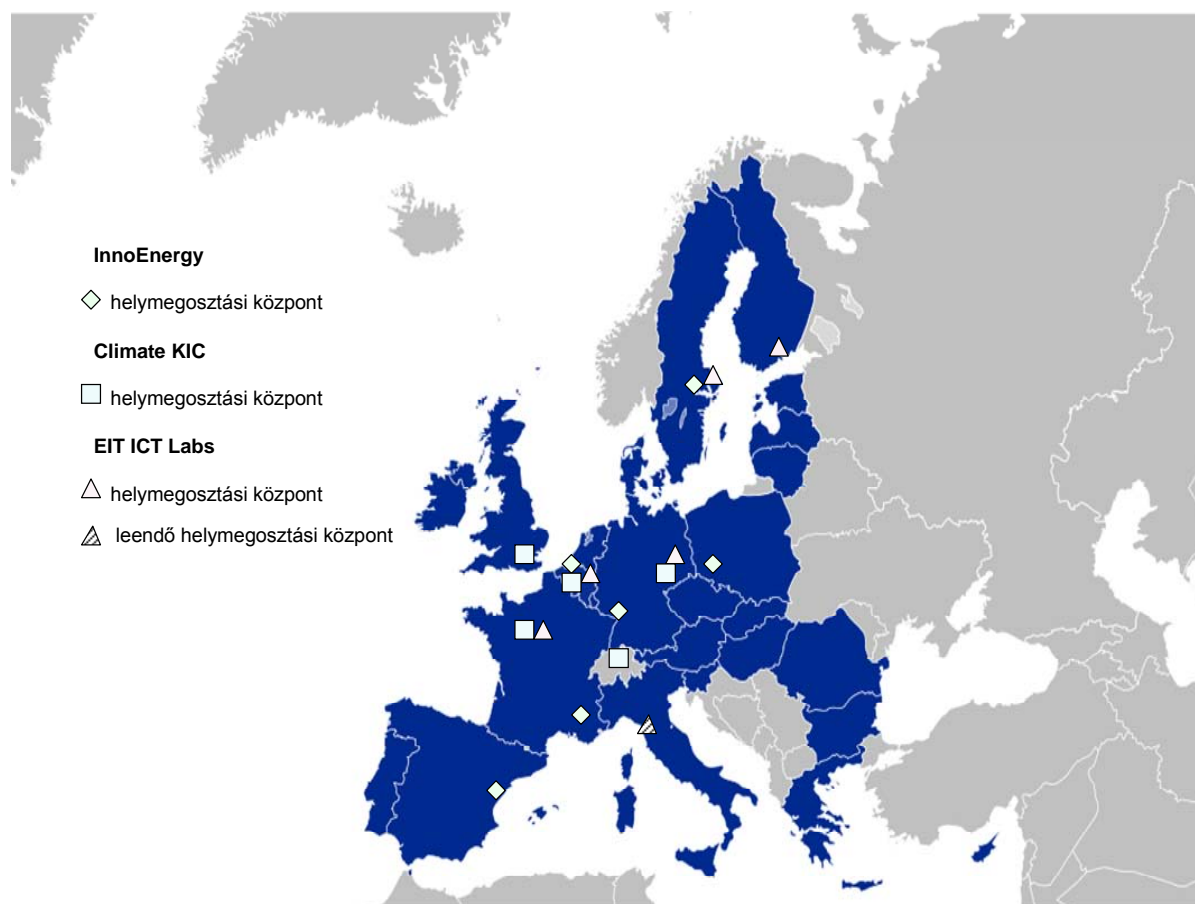 InnoEnergy
helymegosztási központ
Climate KIC
helymegosztási központ
EIT ICT Labs
helymegosztási központ
leendő helymegosztási központ